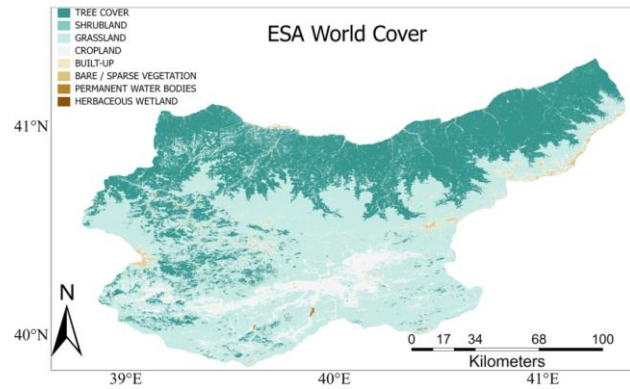 TREE COVER
SHRUBLAND
GRASSLAND
CROPLAND
BUILT-UP
BARE / SPARSE VEGETATION
PERMANENT WATER BODIES
HERBACEOUS WETLAND
ESA World Cover
41°N
40°N
N
0 17 34 68 100
Kilometers
39°E 40°E 41°E